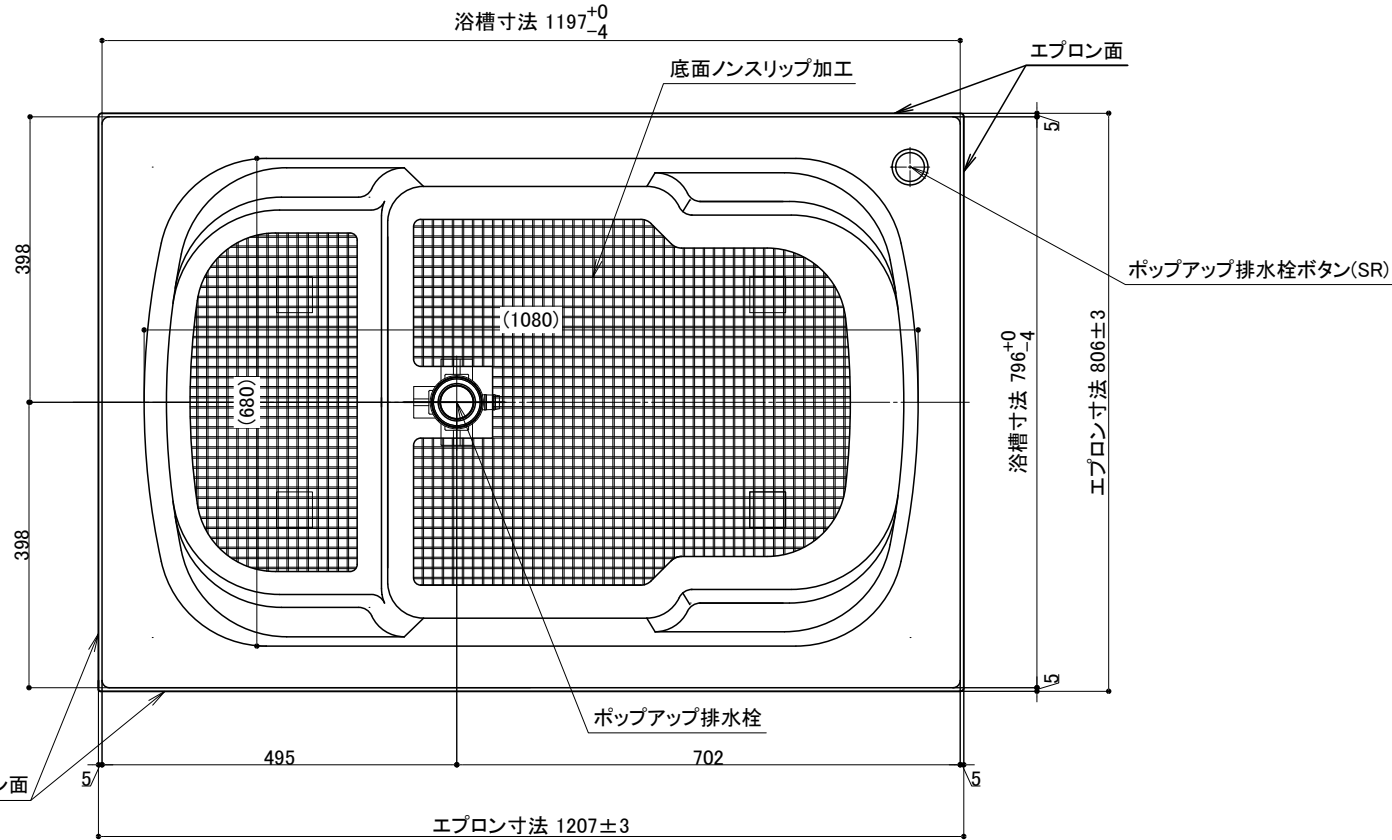 浴槽寸法 1197+0-4
エプロン面
底面ノンスリップ加工
5
398
ポップアップ排水栓ボタン(SR)
(1080)
(680)
浴槽寸法 796+0-4
エプロン寸法 806±3
398
5
ポップアップ排水栓
495
702
5
5
ン面
エプロン寸法 1207±3